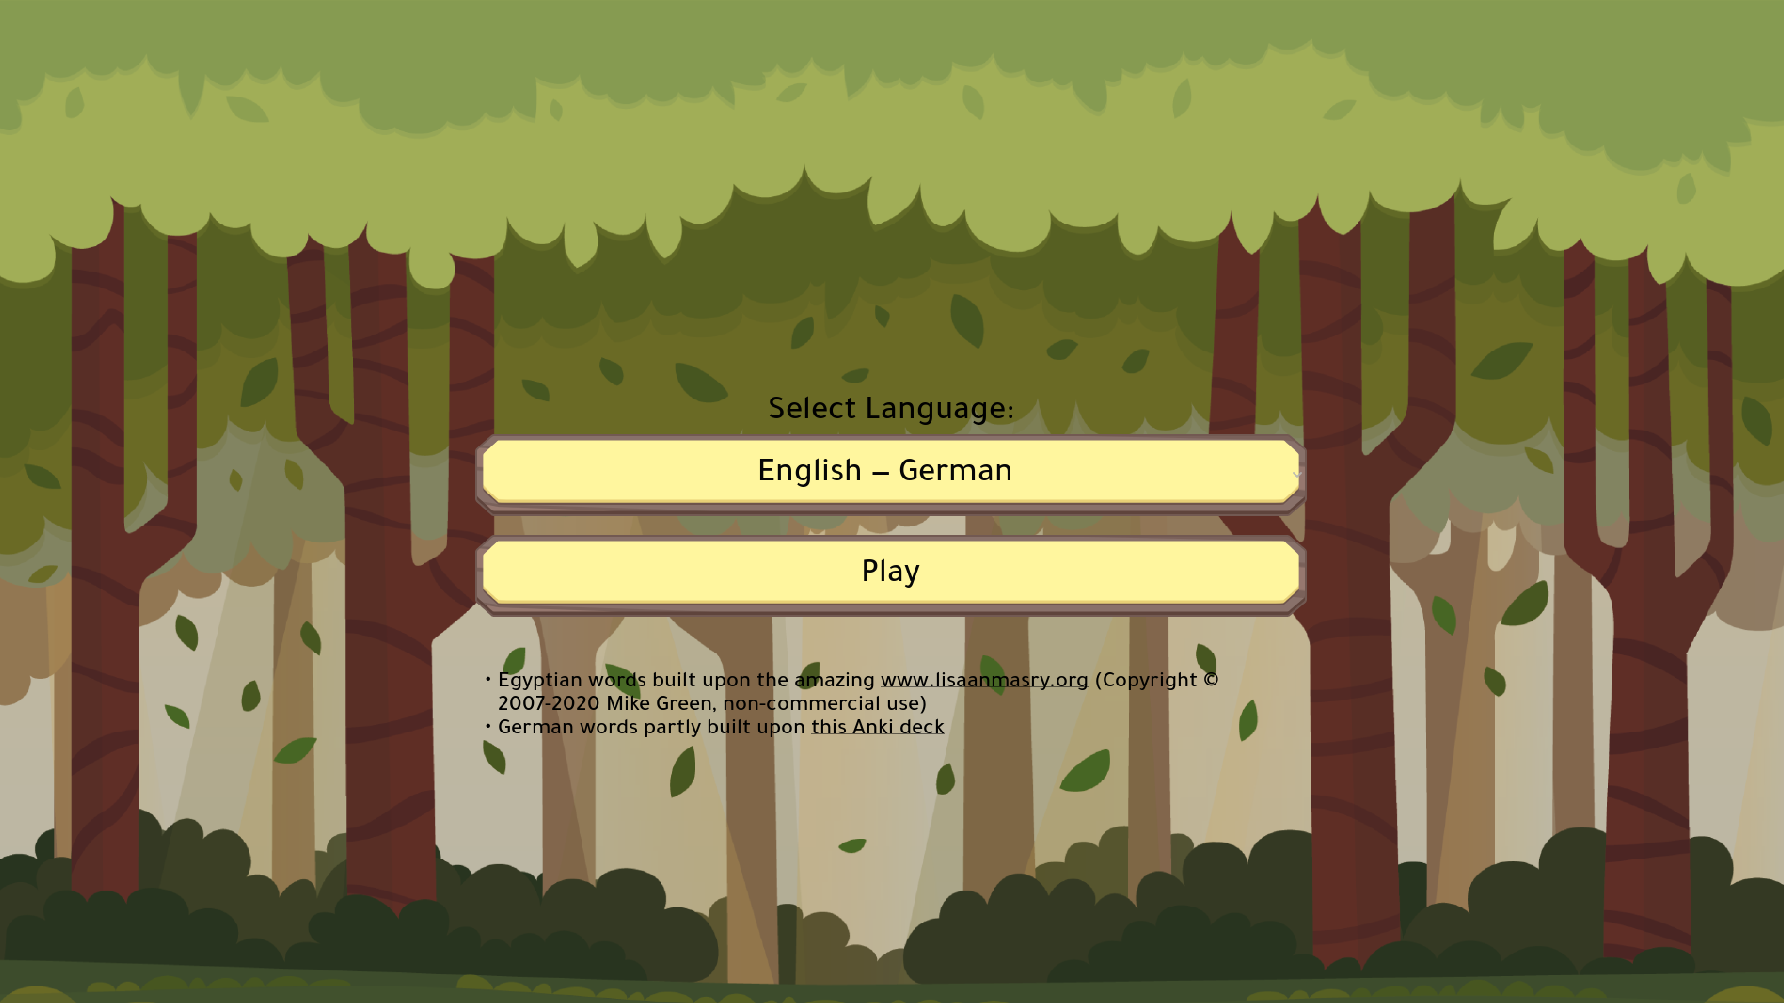 Select Language:
English – German
Play
• Egyptian words built upon the amazing www.lisaanmasry.org (Copyright ©
2007-2020 Mike Green, non-commercial use)
• German words partly built upon this Anki deck